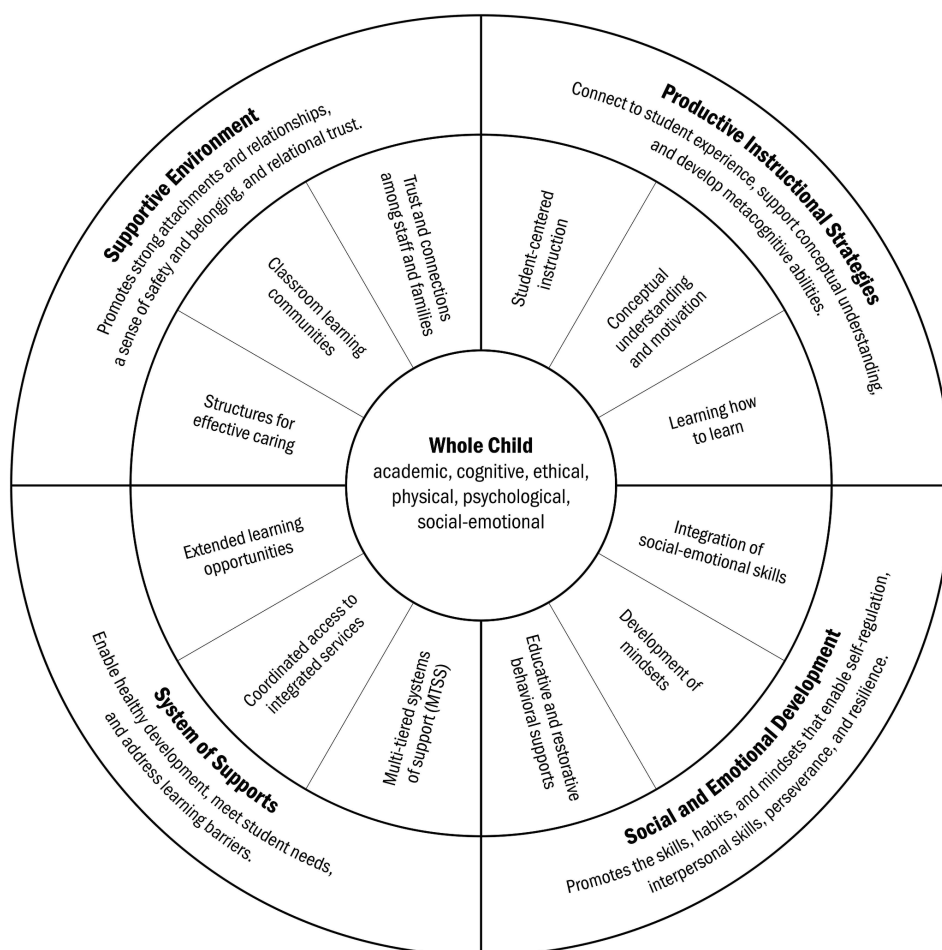 Supportive Environment
Promotes strong attachments and relationships,
a sense of safety and belonging, and relational trust.
Productive Instructional Strategies
Connect to student experience, support conceptual understanding,
and develop metacognitive abilities.
Trust and connections
among staff and families
Classroom learning
communities
Structures for
effective caring
Student-centered
instruction
Conceptual
understanding
and motivation
Learning how
to learn
Whole Child
academic, cognitive, ethical,
physical, psychological,
social-emotional
Extended learning
opportunities
Coordinated access to
integrated services
Multi-tiered systems
of support (MTSS)
Integration of
social-emotional skills
Development of
mindsets
Educative and restorative
behavioral supports
System of Supports
Enable healthy development, meet student needs,
and address learning barriers.
Social and Emotional Development
Promotes the skills, habits, and mindsets that enable self-regulation,
interpersonal skills, perseverance, and resilience.